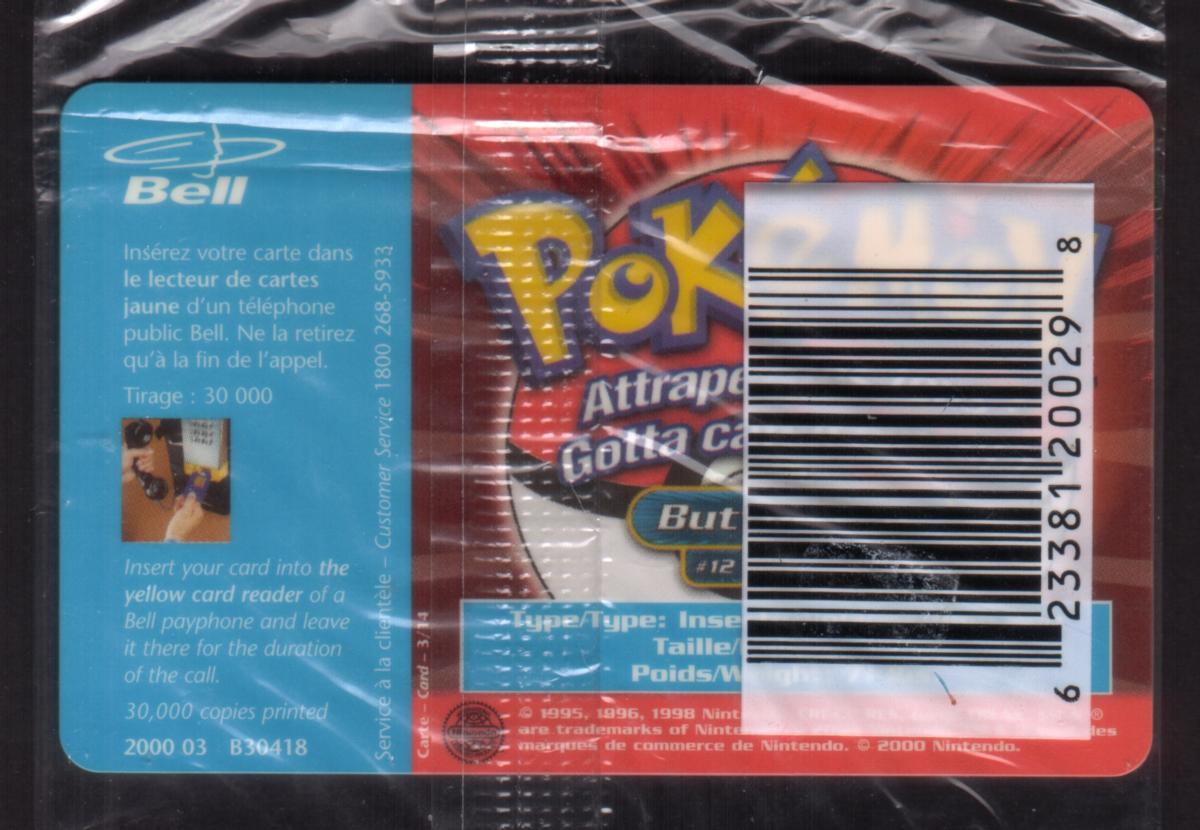 Bell
Insérez votre carte dans
le lecteur de cartes
jaune d'un téléphone
public Bell. Ne la retirez
qu'à la fin de l'appel.
Tirage : 30 000
Insert your card into the
yellow card reader of a
Bell payphone and leave
it there for the duration
of the call.
30,000 copies printed
2000 03 B30418
Service à la clientèle – Customer Service 1800 268-5933
Carte – Card – 3/14
Pok
Attrape
Gotta ca
But
#12
Type/Type: Inse
Taille/
Poids/Weigh
© 1995, 1996, 1998 Nint
are trademarks of Ninte
marques de commerce de Nintendo. © 2000 Nintendo.
des
6 23381 20029 8